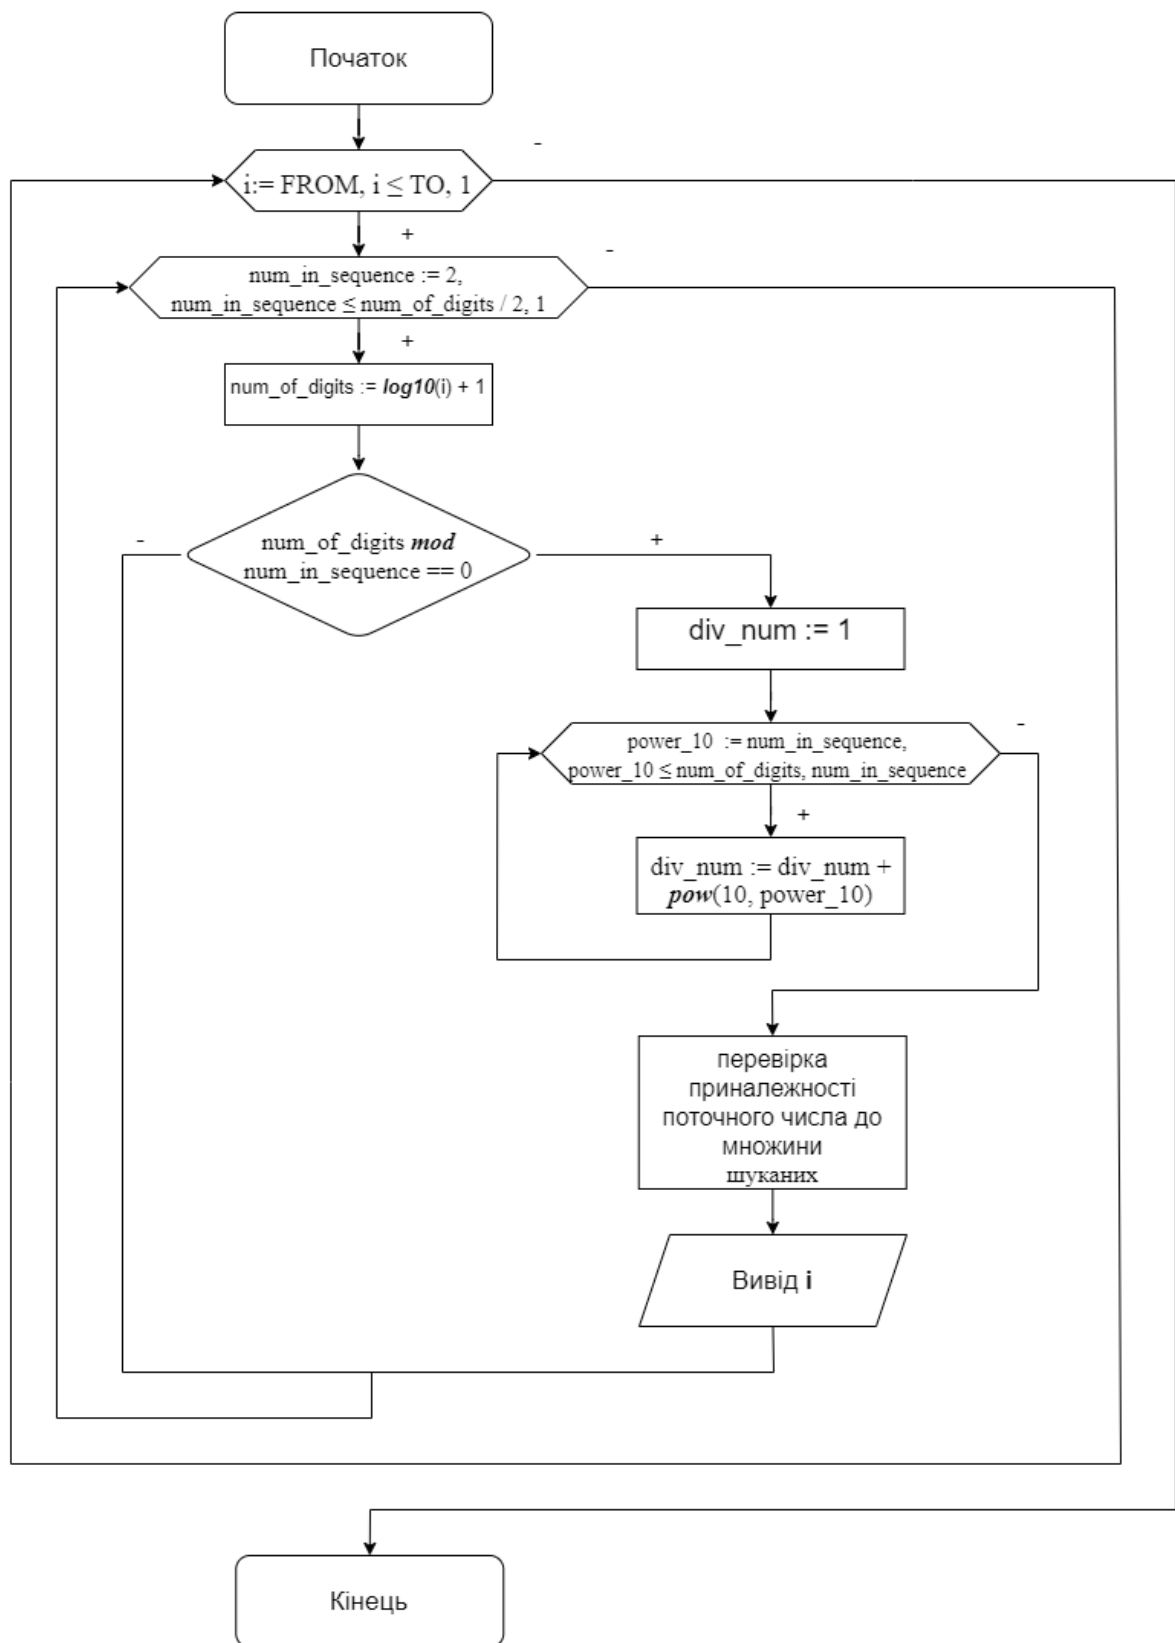 Початок
-
i:= FROM, i ≤ TO, 1
+
-
num_in_sequence := 2,
num_in_sequence ≤ num_of_digits / 2, 1
+
num_of_digits := log10(i) + 1
-
num_of_digits mod
num_in_sequence == 0
+
div_num := 1
-
power_10 := num_in_sequence,
power_10 ≤ num_of_digits, num_in_sequence
+
div_num := div_num +
pow(10, power_10)
перевірка
приналежності
поточного числа до
множини
шуканих
Вивід i
Кінець